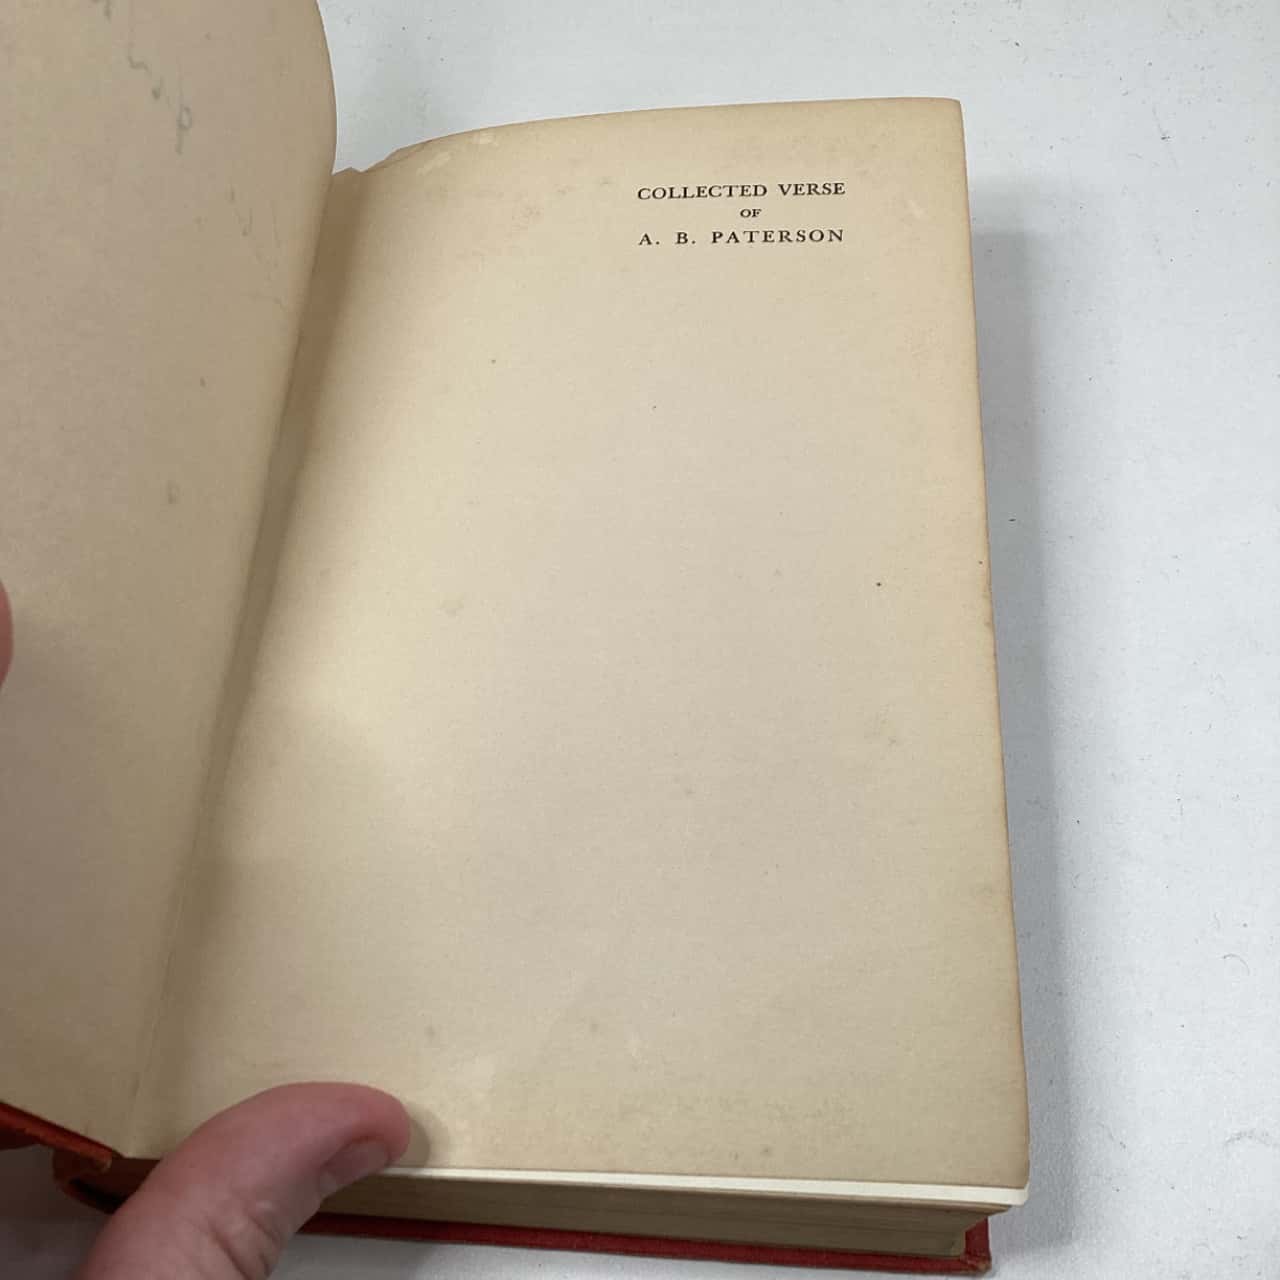 COLLECTED VERSE
OF
A. B. PATERSON